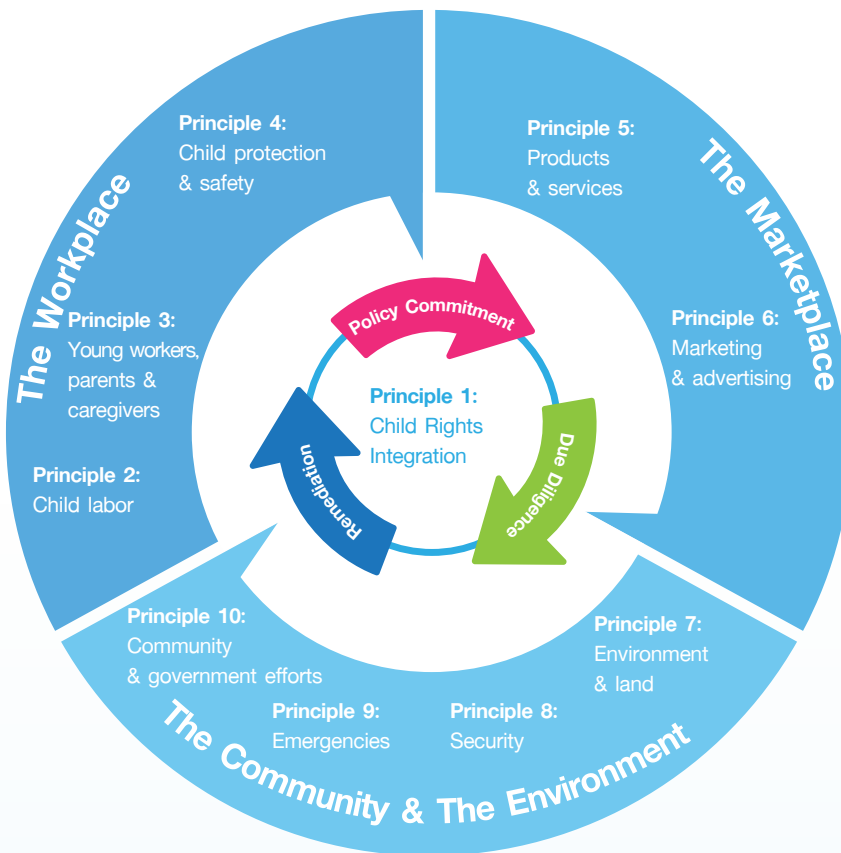 The Workplace
Principle 4:
Child protection
& safety
Principle 3:
Young workers,
parents &
caregivers
Principle 2:
Child labor
The Marketplace
Principle 5:
Products
& services
Principle 6:
Marketing
& advertising
Policy Commitment
Due Diligence
Remediation
Principle 1:
Child Rights
Integration
Principle 10:
Community
& government efforts
Principle 9:
Emergencies
Principle 8:
Security
Principle 7:
Environment
& land
The Community & The Environment